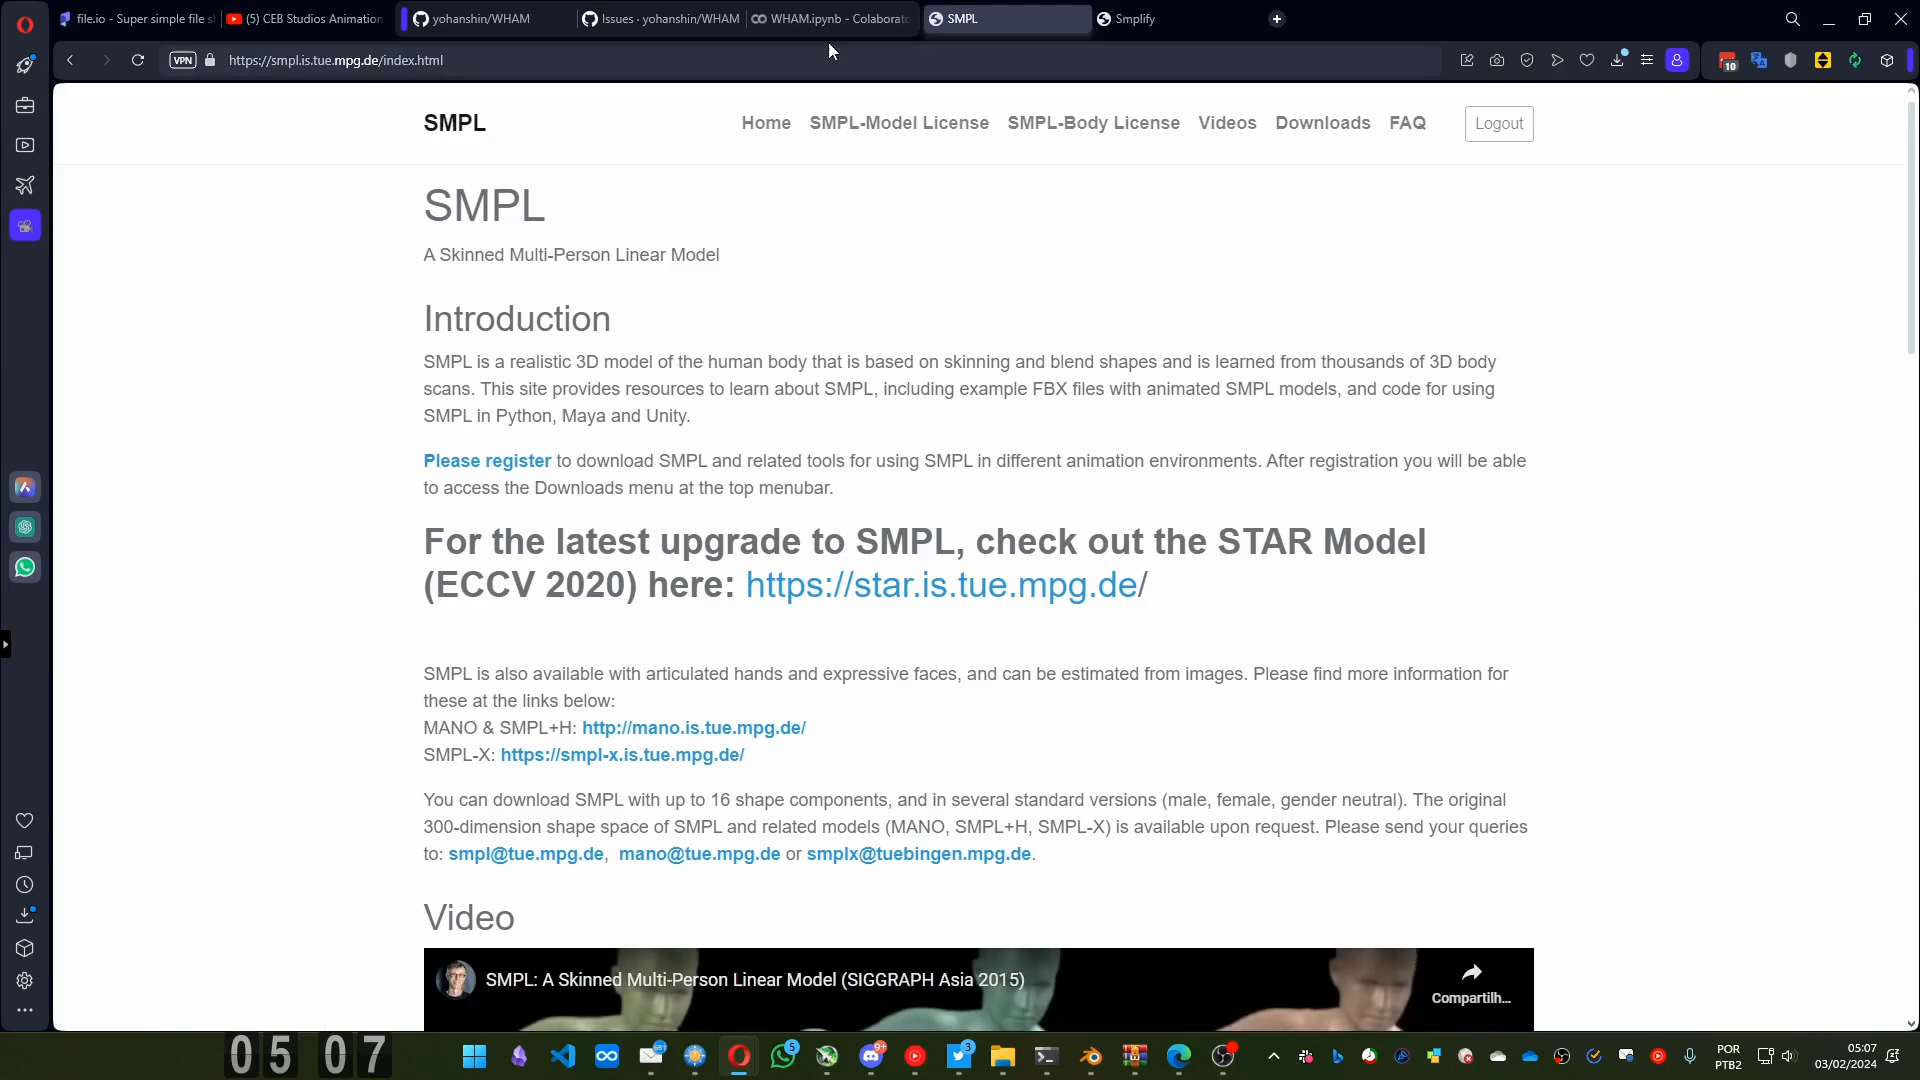 file.io - Super simple file s
(5) CEB Studios Animation
yohanshin/WHAM
Issues · yohanshin/WHAM
WHAM.ipynb - Colaborato
SMPL
Smplify
VPN
https://smpl.is.tue.mpg.de/index.html
10
SMPL
Home
SMPL-Model License
SMPL-Body License
Videos
Downloads
FAQ
Logout
SMPL
A Skinned Multi-Person Linear Model
Introduction
SMPL is a realistic 3D model of the human body that is based on skinning and blend shapes and is learned from thousands of 3D body
scans. This site provides resources to learn about SMPL, including example FBX files with animated SMPL models, and code for using
SMPL in Python, Maya and Unity.
Please register to download SMPL and related tools for using SMPL in different animation environments. After registration you will be able
to access the Downloads menu at the top menubar.
For the latest upgrade to SMPL, check out the STAR Model
(ECCV 2020) here: https://star.is.tue.mpg.de/
SMPL is also available with articulated hands and expressive faces, and can be estimated from images. Please find more information for
these at the links below:
MANO & SMPL+H: http://mano.is.tue.mpg.de/
SMPL-X: https://smpl-x.is.tue.mpg.de/
You can download SMPL with up to 16 shape components, and in several standard versions (male, female, gender neutral). The original
300-dimension shape space of SMPL and related models (MANO, SMPL+H, SMPL-X) is available upon request. Please send your queries
to: smpl@tue.mpg.de, mano@tue.mpg.de or smplx@tuebingen.mpg.de.
Video
SMPL: A Skinned Multi-Person Linear Model (SIGGRAPH Asia 2015)
Compartilh...
05 07
5
9+
3
POR
PTB2
05:07
03/02/2024